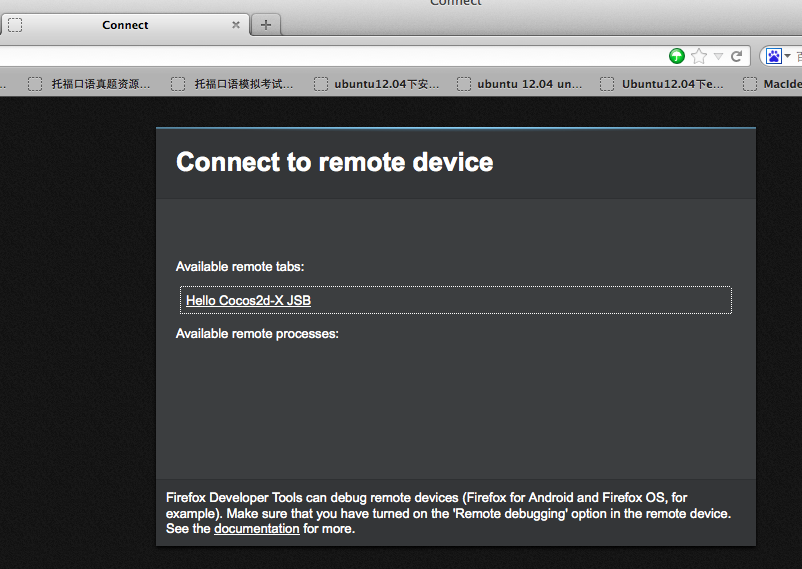 Connect
Connect
托福口语真题资源... 托福口语模拟考试... ubuntu12.04下安... ubuntu 12.04 un... Ubuntu12.04下e... MacIde
Connect to remote device
Available remote tabs:
Hello Cocos2d-X JSB
Available remote processes:
Firefox Developer Tools can debug remote devices (Firefox for Android and Firefox OS, for
example). Make sure that you have turned on the 'Remote debugging' option in the remote device.
See the documentation for more.